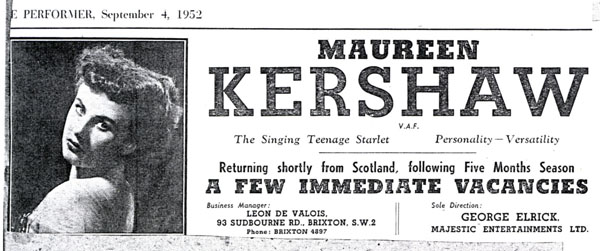 E PERFORMER, September 4, 1952
MAUREEN
KERSHAW
V.A.F.
The Singing Teenage Starlet Personality — Versatility
Returning shortly from Scotland, following Five Months Season
A FEW IMMEDIATE VACANCIES
Business Manager:
LEON DE VALOIS,
93 SUDBOURNE RD., BRIXTON, S.W.2
Phone: BRIXTON 4897
Sole Direction:
GEORGE ELRICK,
MAJESTIC ENTERTAINMENTS LTD.